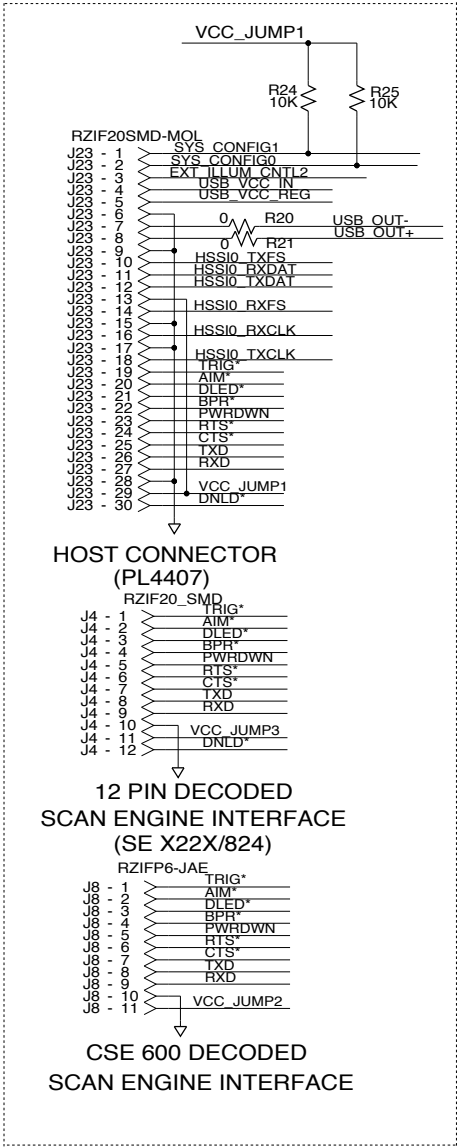 VCC_JUMP1
R24 R25
10K 10K
RZIF20SMD-MOL
J23 - 1 SYS_CONFIG1
J23 - 2 SYS_CONFIG0
J23 - 3 EXT_ILLUM_CNTL2
J23 - 4 USB_VCC_IN
J23 - 5 USB_VCC_REG
J23 - 6
J23 - 7 0 R20 USB_OUT-
J23 - 8 0 R21 USB_OUT+
J23 - 9
J23 - 10 HSSI0_TXFS
J23 - 11 HSSI0_RXDAT
J23 - 12 HSSI0_TXDAT
J23 - 13
J23 - 14 HSSI0_RXFS
J23 - 15
J23 - 16 HSSI0_RXCLK
J23 - 17
J23 - 18 HSSI0_TXCLK
J23 - 19 TRIG*
J23 - 20 AIM*
J23 - 21 DLED*
J23 - 22 BPR*
J23 - 23 PWRDWN
J23 - 24 RTS*
J23 - 25 CTS*
J23 - 26 TXD
J23 - 27 RXD
J23 - 28
J23 - 29 VCC_JUMP1
J23 - 30 DNLD*
HOST CONNECTOR
(PL4407)
RZIF20_SMD
J4 - 1 TRIG*
J4 - 2 AIM*
J4 - 3 DLED*
J4 - 4 BPR*
J4 - 5 PWRDWN
J4 - 6 RTS*
J4 - 7 CTS*
J4 - 8 TXD
J4 - 9 RXD
J4 - 10
J4 - 11 VCC_JUMP3
J4 - 12 DNLD*
12 PIN DECODED
SCAN ENGINE INTERFACE
(SE X22X/824)
RZIFP6-JAE
J8 - 1 TRIG*
J8 - 2 AIM*
J8 - 3 DLED*
J8 - 4 BPR*
J8 - 5 PWRDWN
J8 - 6 RTS*
J8 - 7 CTS*
J8 - 8 TXD
J8 - 9 RXD
J8 - 10
J8 - 11 VCC_JUMP2
CSE 600 DECODED
SCAN ENGINE INTERFACE